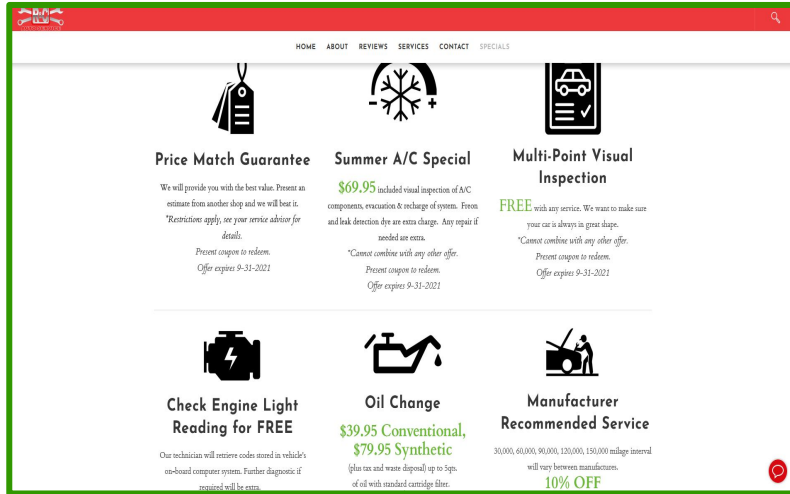 HOME ABOUT REVIEWS SERVICES CONTACT SPECIALS
Price Match Guarantee
We will provide you with the best value. Present an
estimate from another shop and we will beat it.
*Restrictions apply, see your service advisor for
details.
Present coupon to redeem.
Offer expires 9-31-2021
Summer A/C Special
$69.95 included visual inspection of A/C
components, evacuation & recharge of system. Freon
and leak detection dye are extra charge. Any repair if
needed are extra.
*Cannot combine with any other offer.
Present coupon to redeem.
Offer expires 9-31-2021
Multi-Point Visual
Inspection
FREE with any service. We want to make sure
your car is always in great shape.
*Cannot combine with any other offer.
Present coupon to redeem.
Offer expires 9-31-2021
Check Engine Light
Reading for FREE
Our technician will retrieve codes stored in vehicle's
on-board computer system. Further diagnostic if
required will be extra.
Oil Change
$39.95 Conventional,
$79.95 Synthetic
(plus tax and waste disposal) up to 5qts.
of oil with standard cartridge filter.
Manufacturer
Recommended Service
30,000, 60,000, 90,000, 120,000, 150,000 milage interval
will vary between manufactures.
10% OFF